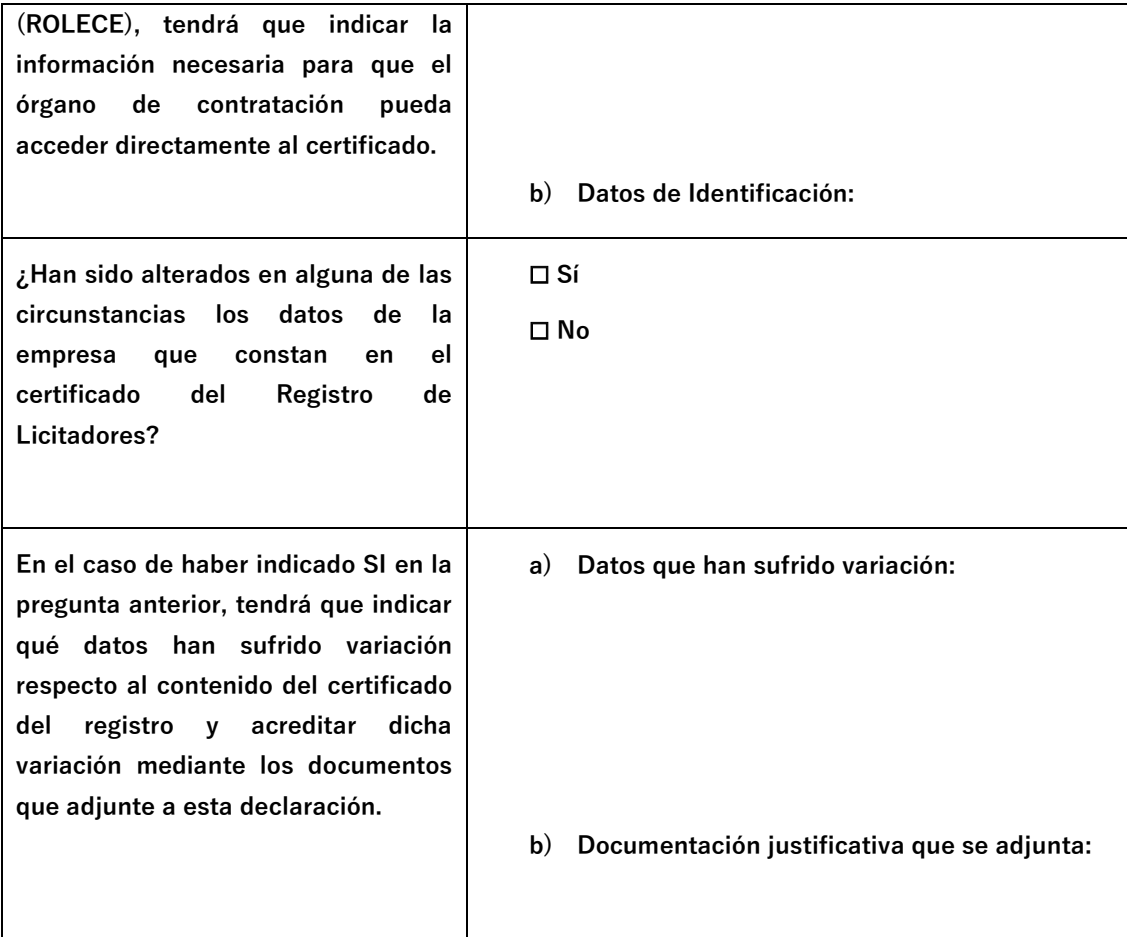 (ROLECE), tendrá que indicar la
información necesaria para que el
órgano de contratación pueda
acceder directamente al certificado.
b) Datos de Identificación:
¿Han sido alterados en alguna de las
circunstancias los datos de la
empresa que constan en el
certificado del Registro de
Licitadores?
☐ Sí
☐ No
En el caso de haber indicado SI en la
pregunta anterior, tendrá que indicar
qué datos han sufrido variación
respecto al contenido del certificado
del registro y acreditar dicha
variación mediante los documentos
que adjunte a esta declaración.
a) Datos que han sufrido variación:
b) Documentación justificativa que se adjunta: